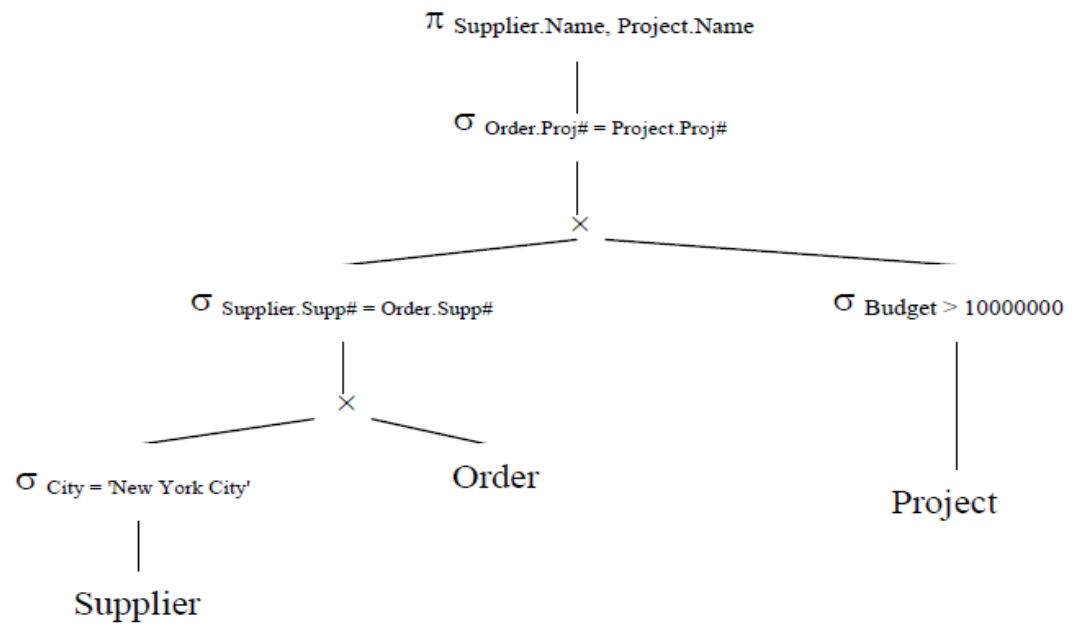 π Supplier.Name, Project.Name
σ Order.Proj# = Project.Proj#
×
σ Supplier.Supp# = Order.Supp#
σ Budget > 10000000
×
σ City = 'New York City'
Order
Project
Supplier